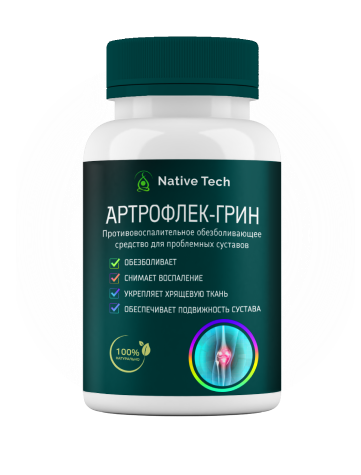 Native Tech
АРТРОФЛЕК-ГРИН
Противовоспалительное обезболивающее
средство для проблемных суставов
ОБЕЗБОЛИВАЕТ
СНИМАЕТ ВОСПАЛЕНИЕ
УКРЕПЛЯЕТ ХРЯЩЕВУЮ ТКАНЬ
ОБЕСПЕЧИВАЕТ ПОДВИЖНОСТЬ СУСТАВА
100%
НАТУРАЛЬНО